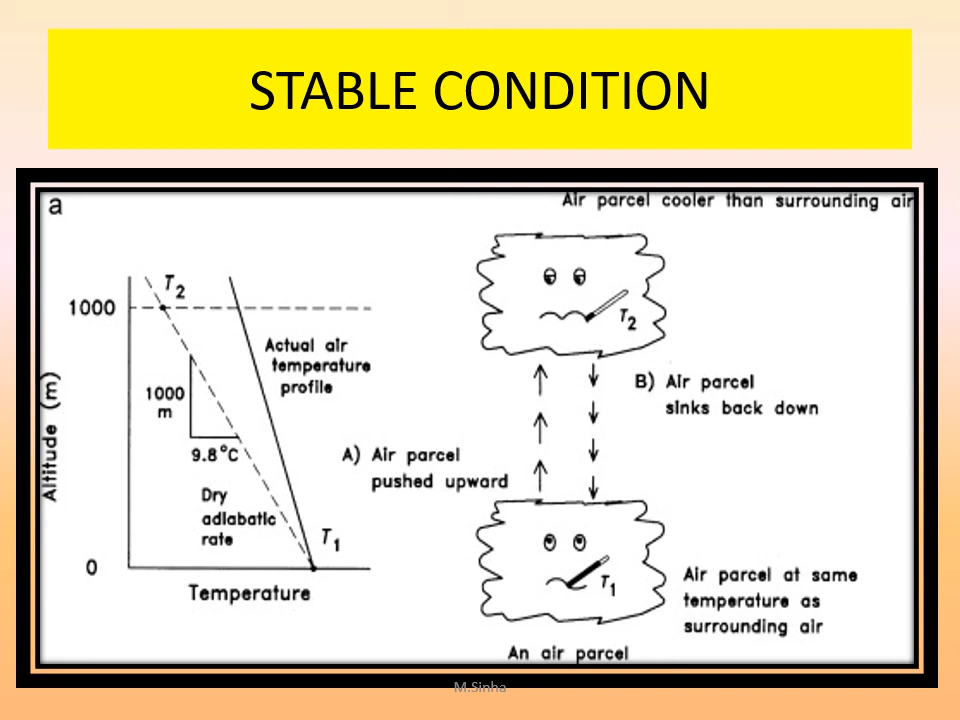 STABLE CONDITION
a
Air parcel cooler than surrounding air
T2
1000
T2
Actual air
temperature
profile
1000
m
9.8°C
B) Air parcel
sinks back down
A) Air parcel
pushed upward
Altitude (m)
Dry
adiabatic
rate
T1
T1
0
Temperature
Air parcel at same
temperature as
surrounding air
An air parcel
M.Sinha